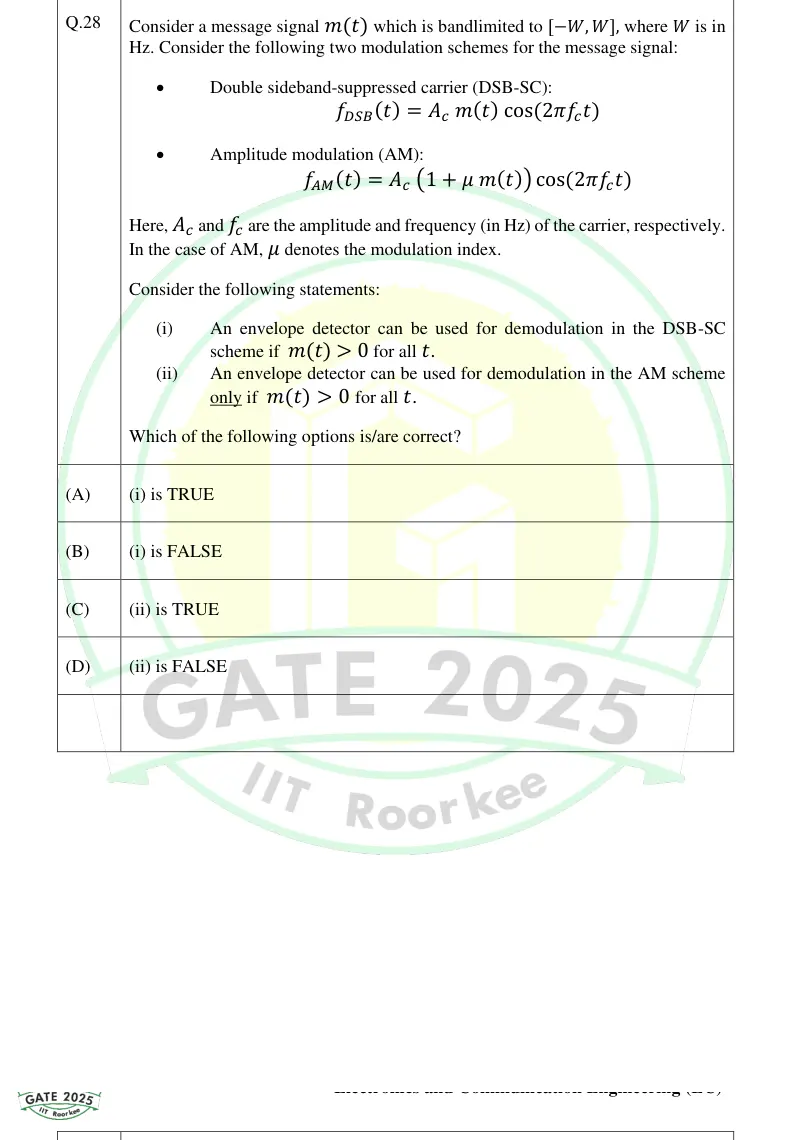 Q.28 Consider a message signal 𝑚(𝑡) which is bandlimited to [−𝑊, 𝑊], where 𝑊 is in
Hz. Consider the following two modulation schemes for the message signal:
• Double sideband-suppressed carrier (DSB-SC):
𝑓_{𝐷𝑆𝐵}(𝑡) = 𝐴_𝑐 𝑚(𝑡) cos(2𝜋𝑓_𝑐𝑡)
• Amplitude modulation (AM):
𝑓_{𝐴𝑀}(𝑡) = 𝐴_𝑐 (1 + 𝜇 𝑚(𝑡)) cos(2𝜋𝑓_𝑐𝑡)
Here, 𝐴_𝑐 and 𝑓_𝑐 are the amplitude and frequency (in Hz) of the carrier, respectively.
In the case of AM, 𝜇 denotes the modulation index.
Consider the following statements:
(i) An envelope detector can be used for demodulation in the DSB-SC
scheme if 𝑚(𝑡) > 0 for all 𝑡.
(ii) An envelope detector can be used for demodulation in the AM scheme
only if 𝑚(𝑡) > 0 for all 𝑡.
Which of the following options is/are correct?
(A) (i) is TRUE
(B) (i) is FALSE
(C) (ii) is TRUE
(D) (ii) is FALSE
GATE 2025
IIT Roorkee
GATE 2025
IIT Roorkee